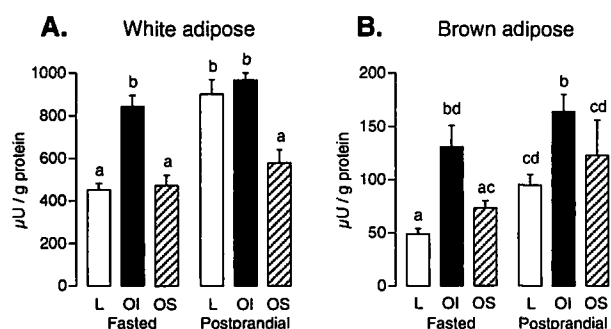 A. White adipose
B. Brown adipose
µU / g protein
1000
800
600
400
200
0
a
b
a
b
b
a
L OI OS L OI OS
Fasted Postprandial
µU / g protein
200
150
100
50
0
a
bd
ac
cd
b
cd
L OI OS L OI OS
Fasted Postprandial